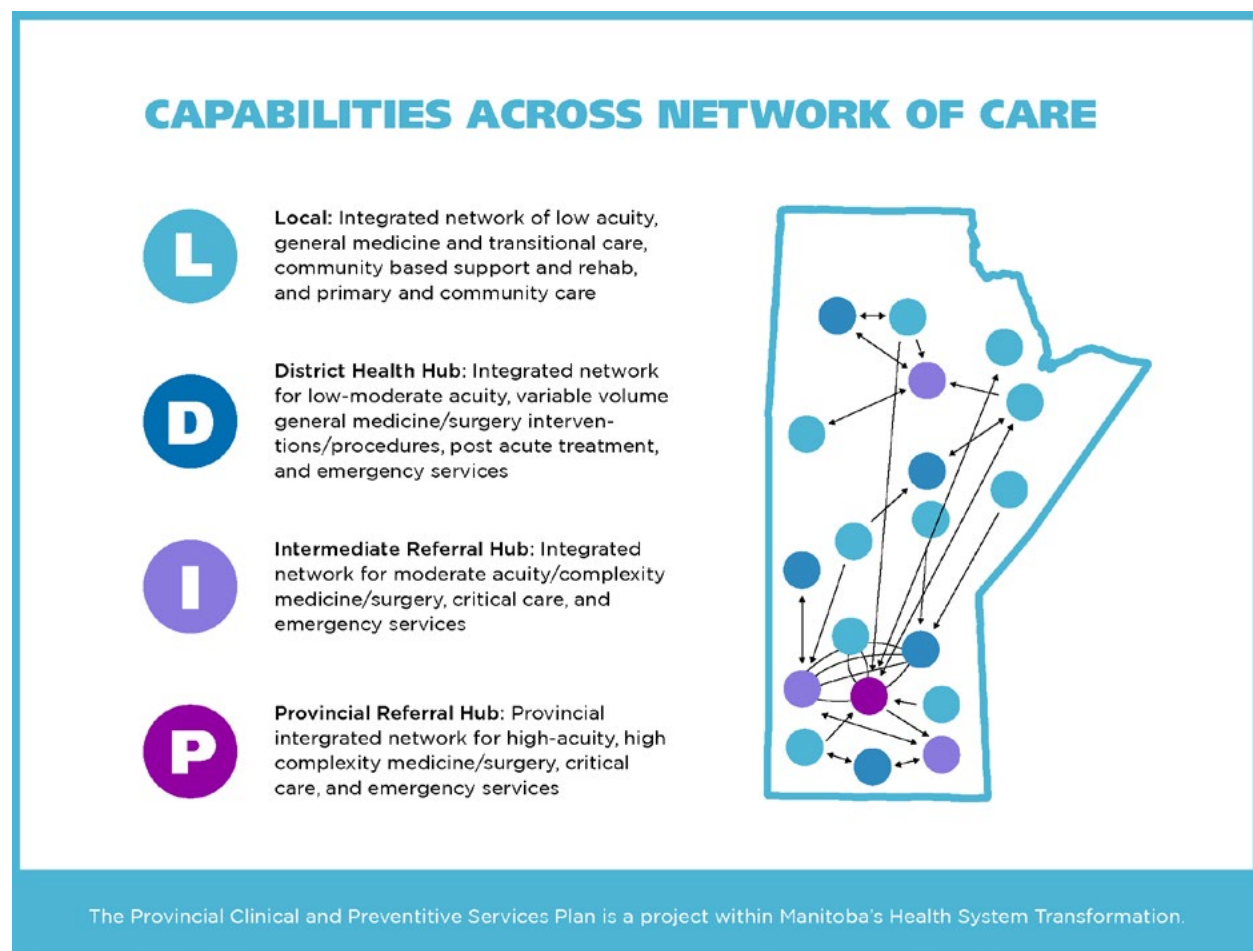 CAPABILITIES ACROSS NETWORK OF CARE
L
Local: Integrated network of low acuity,
general medicine and transitional care,
community based support and rehab,
and primary and community care
D
District Health Hub: Integrated network
for low-moderate acuity, variable volume
general medicine/surgery interven-
tions/procedures, post acute treatment,
and emergency services
I
Intermediate Referral Hub: Integrated
network for moderate acuity/complexity
medicine/surgery, critical care, and
emergency services
P
Provincial Referral Hub: Provincial
intergrated network for high-acuity, high
complexity medicine/surgery, critical
care, and emergency services
The Provincial Clinical and Preventitive Services Plan is a project within Manitoba's Health System Transformation.